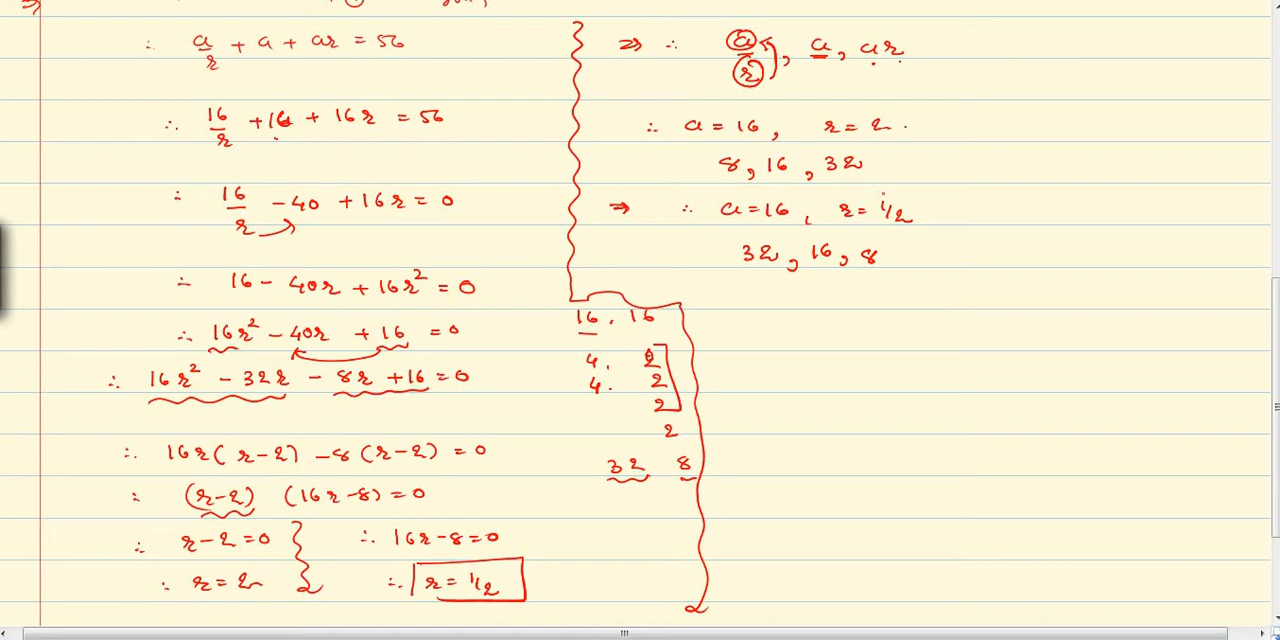 ∴ a/r + a + ar = 56
∴ 16/r + 16 + 16r = 56
∴ 16/r - 40 + 16r = 0
∴ 16 - 40r + 16r² = 0
∴ 16r² - 40r + 16 = 0
∴ 16r² - 32r - 8r + 16 = 0
∴ 16r(r-2) - 8(r-2) = 0
∴ (r-2) (16r-8) = 0
∴ r-2=0 ∴ 16r-8=0
∴ r=2 ∴ r=1/2
⇒ ∴ a/r, a, ar
∴ a=16, r=2
8, 16, 32
⇒ ∴ a=16, r=1/2
32, 16, 8
16 . 16
4. 2
4. 2
2
2
32 8